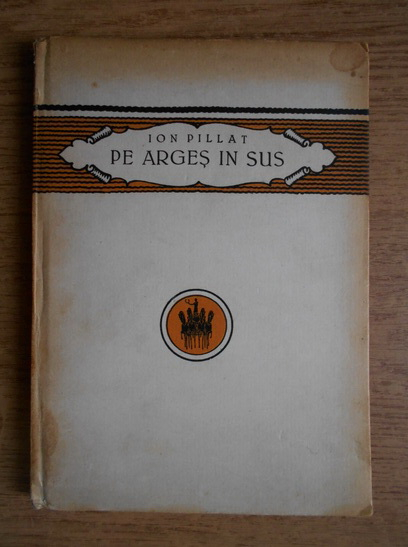 ION PILLAT
PE ARGEȘ IN SUS